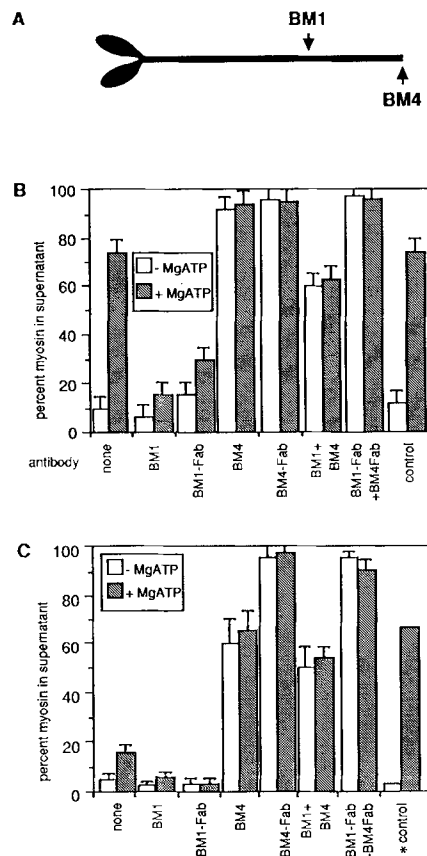 A
BM1
BM4
B
100
80
60
40
20
0
percent myosin in supernatant
- MgATP
+ MgATP
antibody
none
BM1
BM1-Fab
BM4
BM4-Fab
BM1+
BM4
BM1-Fab
+BM4Fab
control
C
100
80
60
40
20
0
percent myosin in supernatant
- MgATP
+ MgATP
none
BM1
BM1-Fab
BM4
BM4-Fab
BM1+
BM4
BM1-Fab
-BM4Fab
* control